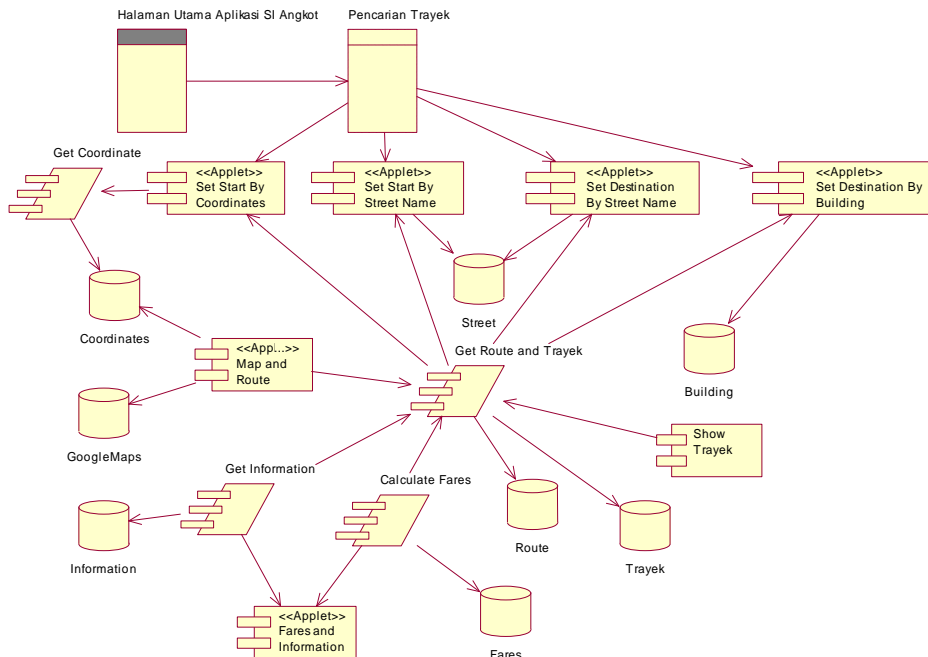 Halaman Utama Aplikasi SI Angkot
Pencarian Trayek
Get Coordinate
<<Applet>>
Set Start By
Coordinates
<<Applet>>
Set Start By
Street Name
<<Applet>>
Set Destination
By Street Name
<<Applet>>
Set Destination By
Building
Street
Coordinates
<<Appl...>>
Map and
Route
Get Route and Trayek
Building
GoogleMaps
Show
Trayek
Get Information
Calculate Fares
Information
Route
Trayek
<<Applet>>
Fares and
Information
Fares